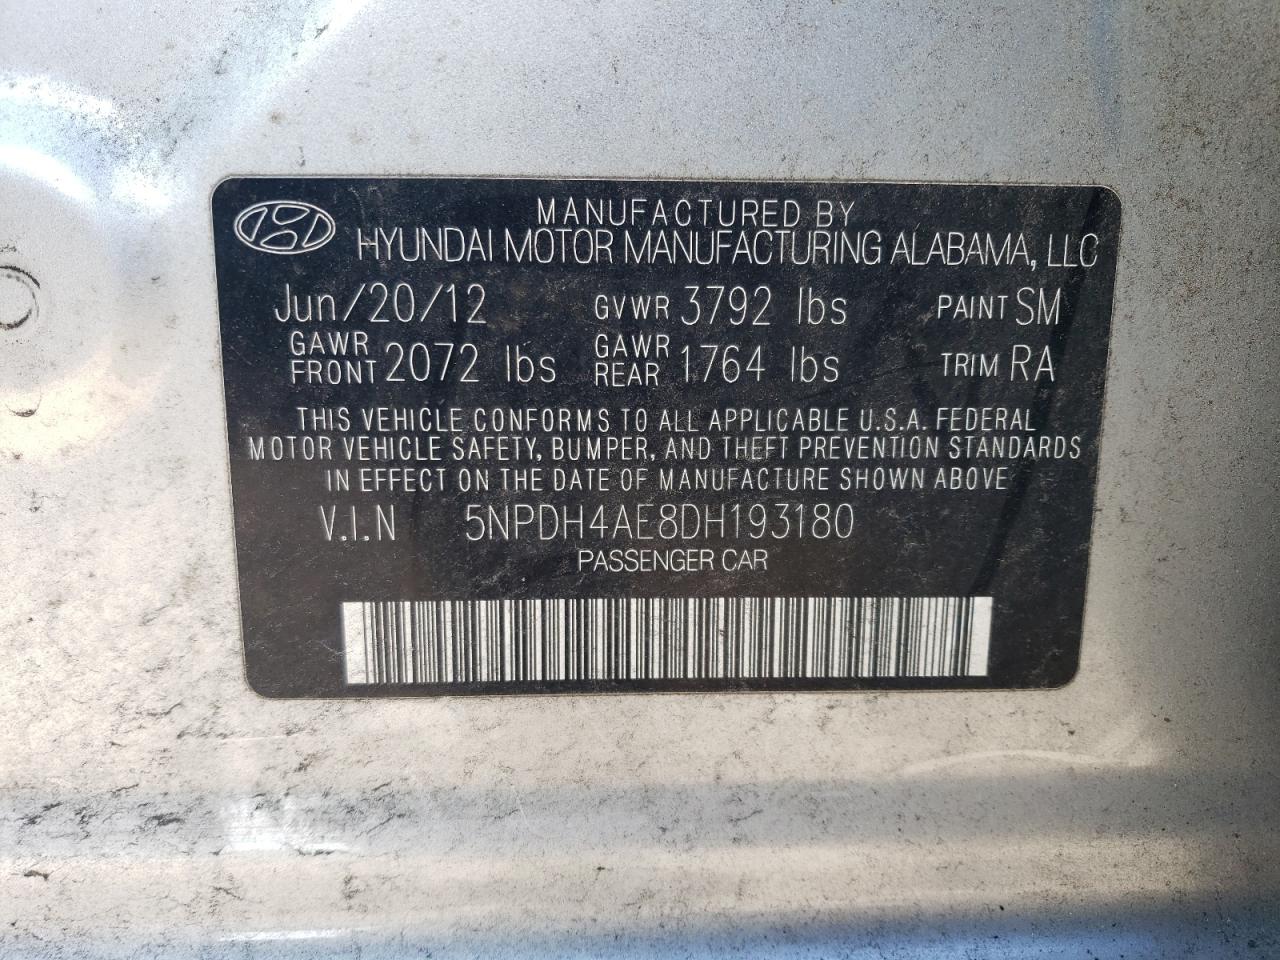 MANUFACTURED BY
HYUNDAI MOTOR MANUFACTURING ALABAMA, LLC
Jun/20/12 GVWR 3792 lbs PAINT SM
GAWR FRONT 2072 lbs GAWR REAR 1764 lbs TRIM RA
THIS VEHICLE CONFORMS TO ALL APPLICABLE U.S.A. FEDERAL
MOTOR VEHICLE SAFETY, BUMPER, AND THEFT PREVENTION STANDARDS
IN EFFECT ON THE DATE OF MANUFACTURE SHOWN ABOVE
V.I.N 5NPDH4AE8DH193180
PASSENGER CAR